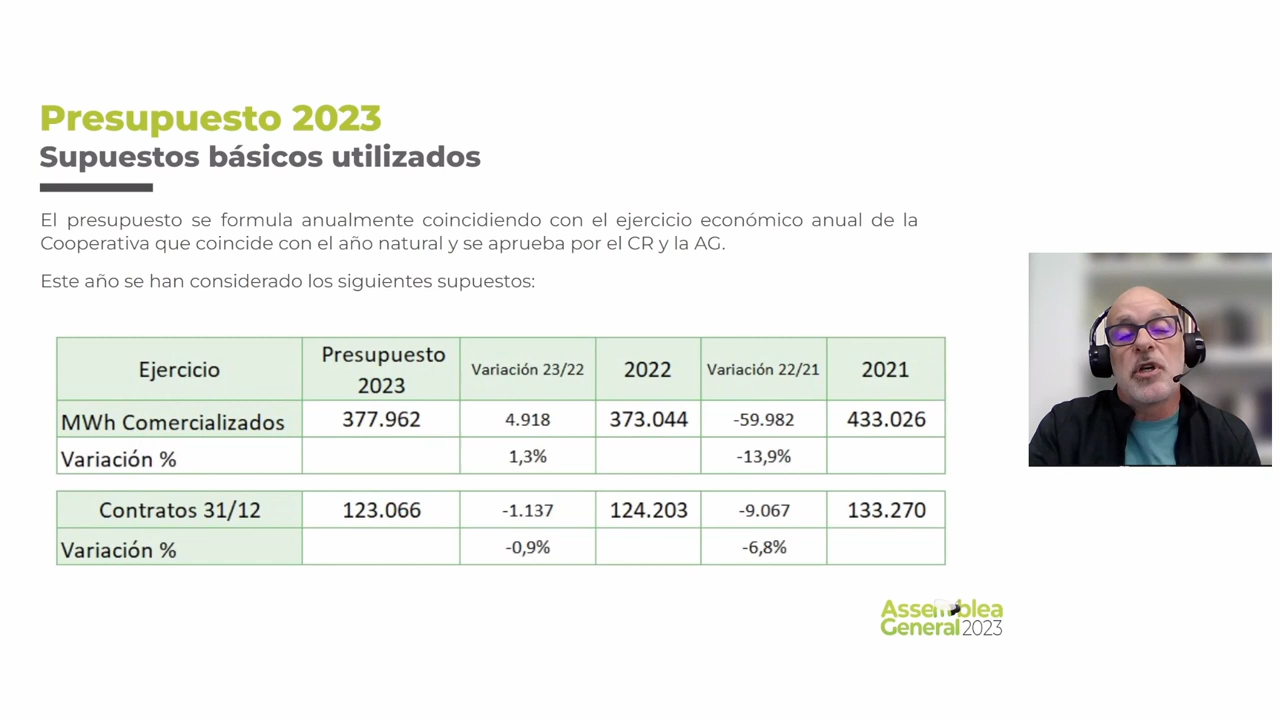 Presupuesto 2023
Supuestos básicos utilizados
El presupuesto se formula anualmente coincidiendo con el ejercicio económico anual de la
Cooperativa que coincide con el año natural y se aprueba por el CR y la AG.
Este año se han considerado los siguientes supuestos:
Ejercicio Presupuesto 2023 Variación 23/22 2022 Variación 22/21 2021
MWh Comercializados 377.962 4.918 373.044 -59.982 433.026
Variación % 1,3% -13,9%
Contratos 31/12 123.066 -1.137 124.203 -9.067 133.270
Variación % -0,9% -6,8%
Assemblea
General 2023